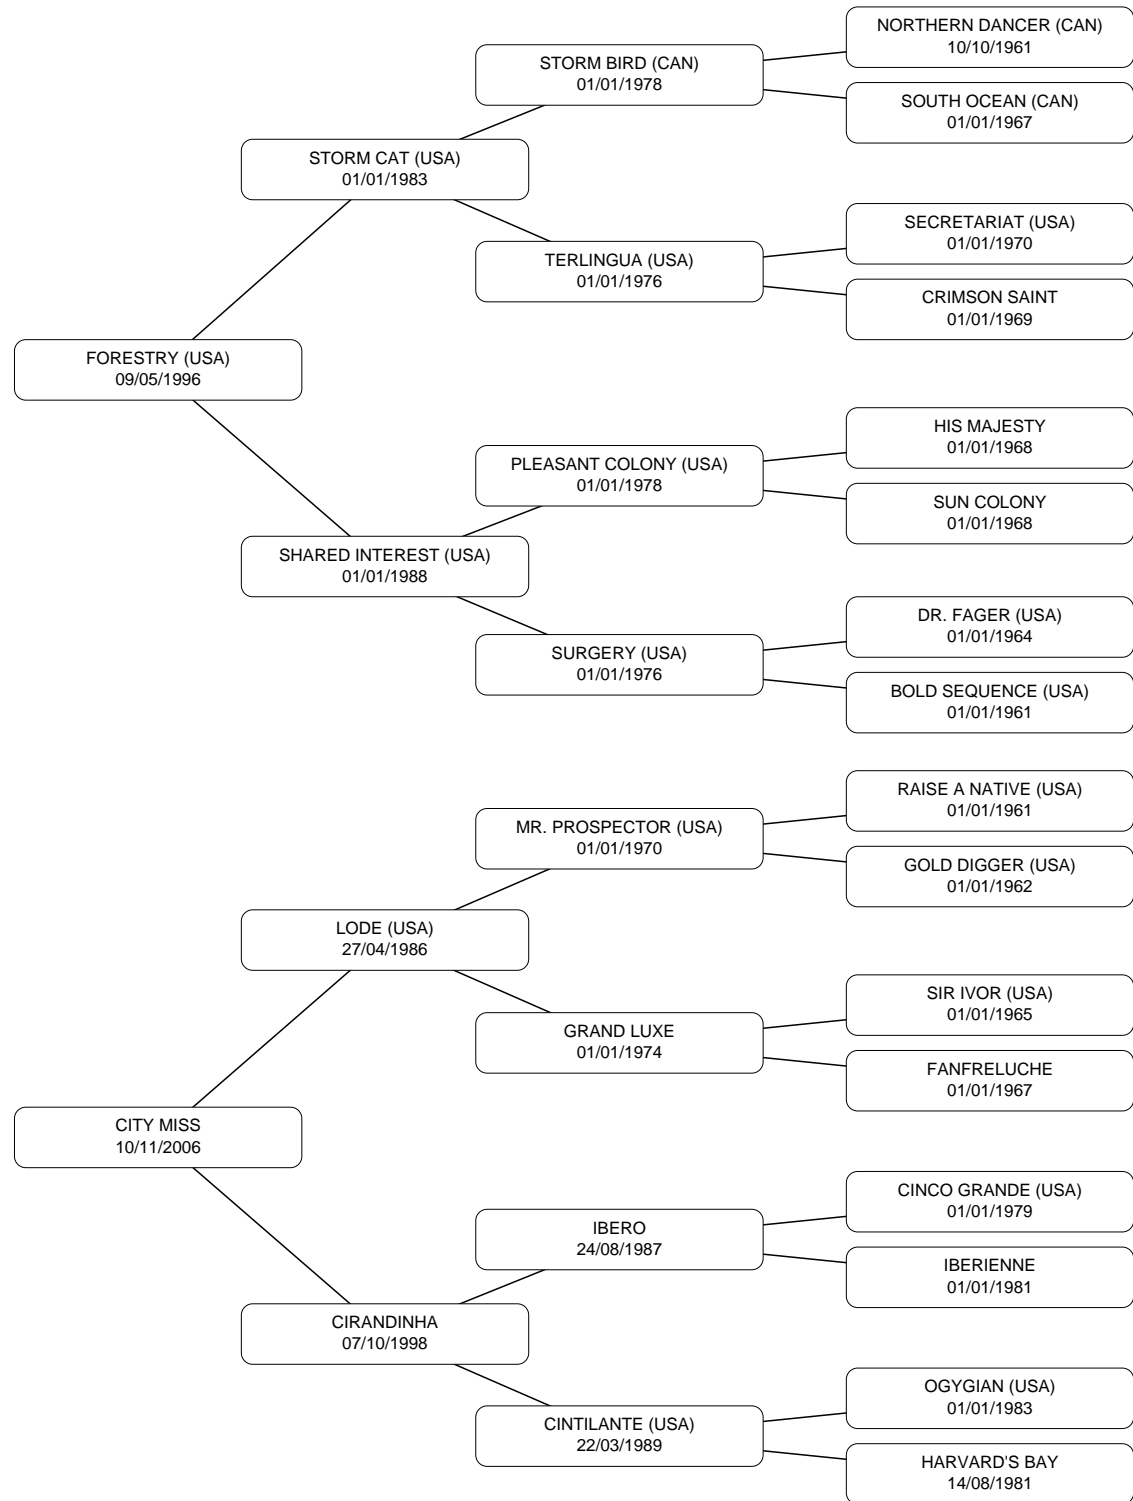 NORTHERN DANCER (CAN)
10/10/1961
STORM BIRD (CAN)
01/01/1978
SOUTH OCEAN (CAN)
01/01/1967
STORM CAT (USA)
01/01/1983
SECRETARIAT (USA)
01/01/1970
TERLINGUA (USA)
01/01/1976
CRIMSON SAINT
01/01/1969
FORESTRY (USA)
09/05/1996
HIS MAJESTY
01/01/1968
PLEASANT COLONY (USA)
01/01/1978
SUN COLONY
01/01/1968
SHARED INTEREST (USA)
01/01/1988
DR. FAGER (USA)
01/01/1964
SURGERY (USA)
01/01/1976
BOLD SEQUENCE (USA)
01/01/1961
RAISE A NATIVE (USA)
01/01/1961
MR. PROSPECTOR (USA)
01/01/1970
GOLD DIGGER (USA)
01/01/1962
LODE (USA)
27/04/1986
SIR IVOR (USA)
01/01/1965
GRAND LUXE
01/01/1974
FANFRELUCHE
01/01/1967
CITY MISS
10/11/2006
CINCO GRANDE (USA)
01/01/1979
IBERO
24/08/1987
IBERIENNE
01/01/1981
CIRANDINHA
07/10/1998
OGYGIAN (USA)
01/01/1983
CINTILANTE (USA)
22/03/1989
HARVARD'S BAY
14/08/1981